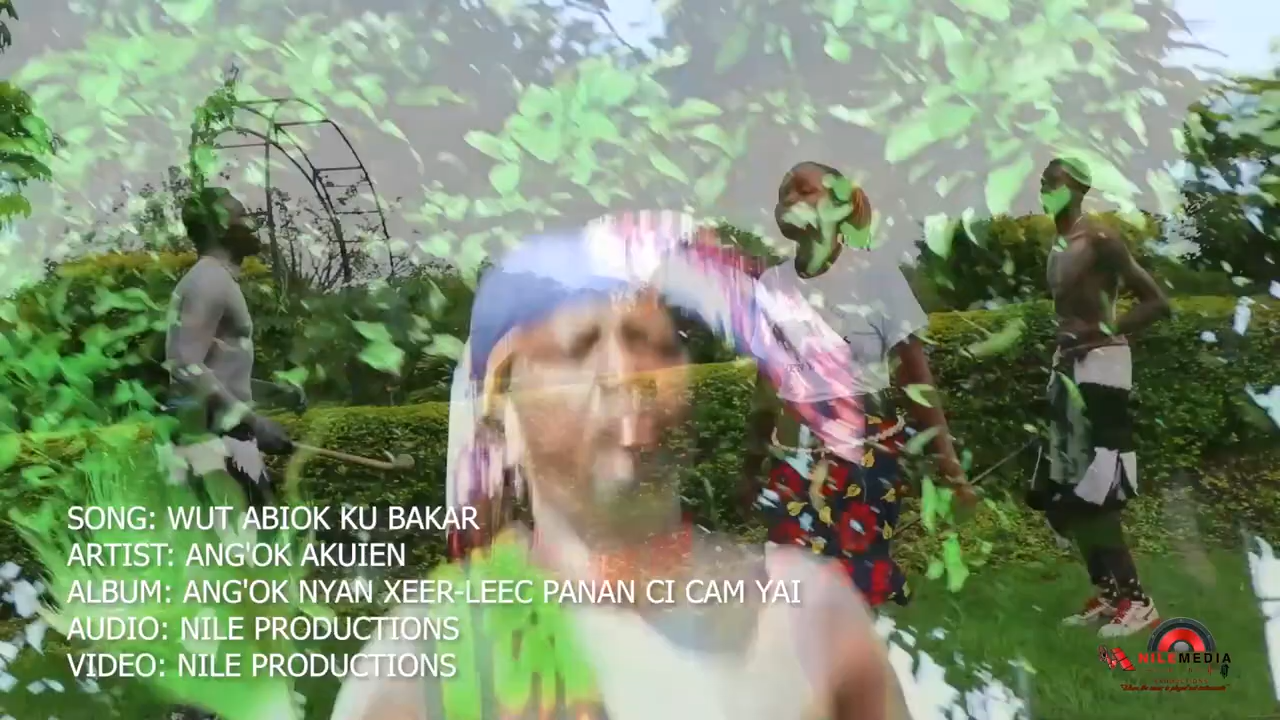 SONG: WUT ABIOK KU BAKAR
ARTIST: ANG'OK AKUIEN
ALBUM: ANG'OK NYAN XEER-LEEC PANAN CI CAM YAI
AUDIO: NILE PRODUCTIONS
VIDEO: NILE PRODUCTIONS
NILEMEDIA